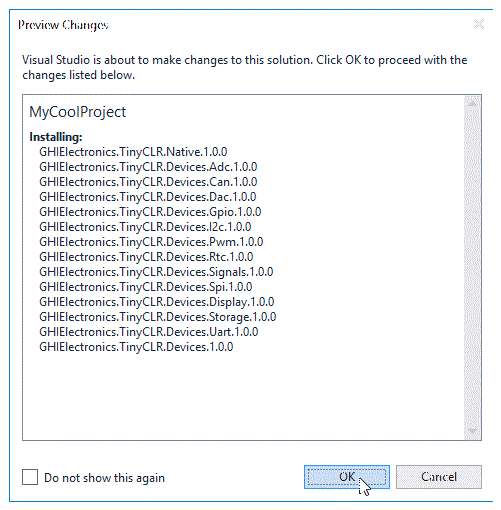 Preview Changes
Visual Studio is about to make changes to this solution. Click OK to proceed with the
changes listed below.
MyCoolProject
Installing:
GHIElectronics.TinyCLR.Native.1.0.0
GHIElectronics.TinyCLR.Devices.Adc.1.0.0
GHIElectronics.TinyCLR.Devices.Can.1.0.0
GHIElectronics.TinyCLR.Devices.Dac.1.0.0
GHIElectronics.TinyCLR.Devices.Gpio.1.0.0
GHIElectronics.TinyCLR.Devices.I2c.1.0.0
GHIElectronics.TinyCLR.Devices.Pwm.1.0.0
GHIElectronics.TinyCLR.Devices.Rtc.1.0.0
GHIElectronics.TinyCLR.Devices.Signals.1.0.0
GHIElectronics.TinyCLR.Devices.Spi.1.0.0
GHIElectronics.TinyCLR.Devices.Display.1.0.0
GHIElectronics.TinyCLR.Devices.Storage.1.0.0
GHIElectronics.TinyCLR.Devices.Uart.1.0.0
GHIElectronics.TinyCLR.Devices.1.0.0
Do not show this again
OK
Cancel